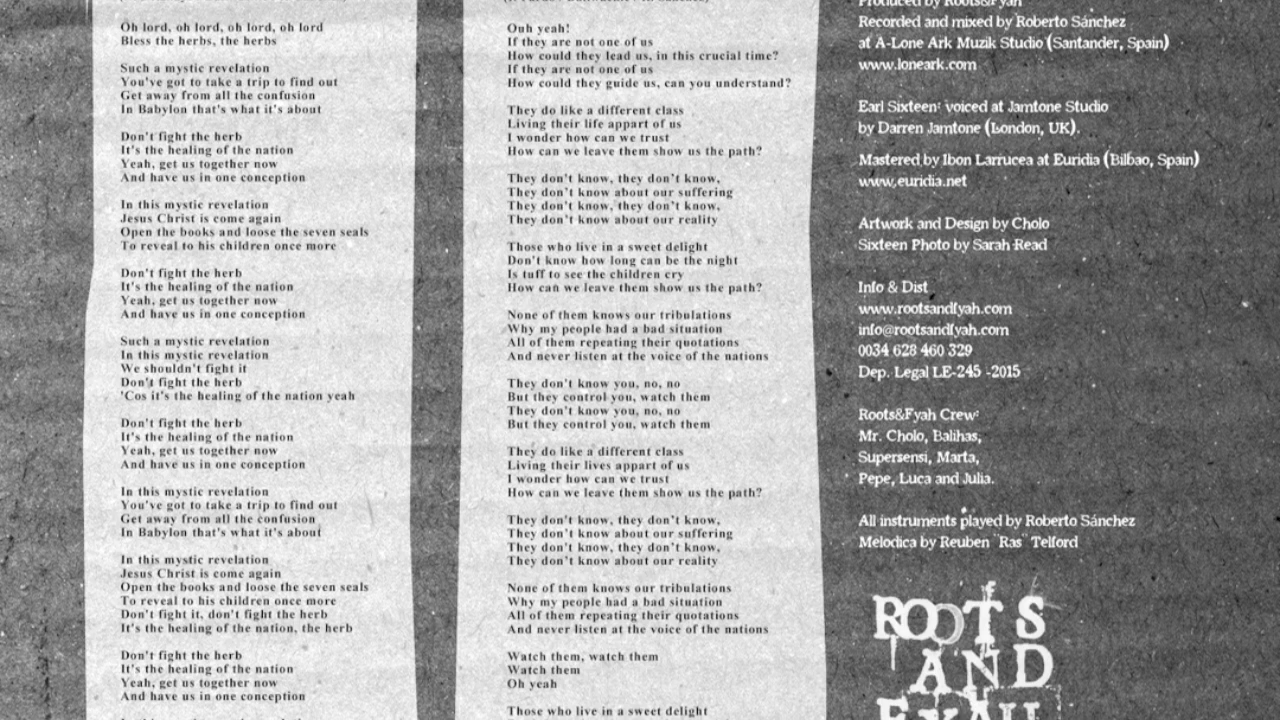 Oh lord, oh lord, oh lord, oh lord
Bless the herbs, the herbs
Such a mystic revelation
You've got to take a trip to find out
Get away from all the confusion
In Babylon that's what it's about
Don't fight the herb
It's the healing of the nation
Yeah, get us together now
And have us in one conception
In this mystic revelation
Jesus Christ is come again
Open the books and loose the seven seals
To reveal to his children once more
Don't fight the herb
It's the healing of the nation
Yeah, get us together now
And have us in one conception
Such a mystic revelation
In this mystic revelation
We shouldn't fight it
Don't fight the herb
'Cos it's the healing of the nation yeah
Don't fight the herb
It's the healing of the nation
Yeah, get us together now
And have us in one conception
In this mystic revelation
You've got to take a trip to find out
Get away from all the confusion
In Babylon that's what it's about
In this mystic revelation
Jesus Christ is come again
Open the books and loose the seven seals
To reveal to his children once more
Don't fight it, don't fight the herb
It's the healing of the nation, the herb
Don't fight the herb
It's the healing of the nation
Yeah, get us together now
And have us in one conception
Ouh yeah!
If they are not one of us
How could they lead us, in this crucial time?
If they are not one of us
How could they guide us, can you understand?
They do like a different class
Living their life appart of us
I wonder how can we trust
How can we leave them show us the path?
They don't know, they don't know,
They don't know about our suffering
They don't know, they don't know,
They don't know about our reality
Those who live in a sweet delight
Don't know how long can be the night
Is tuff to see the children cry
How can we leave them show us the path?
None of them knows our tribulations
Why my people had a bad situation
All of them repeating their quotations
And never listen at the voice of the nations
They don't know you, no, no
But they control you, watch them
They don't know you, no, no
But they control you, watch them
They do like a different class
Living their lives appart of us
I wonder how can we trust
How can we leave them show us the path?
They don't know, they don't know,
They don't know about our suffering
They don't know, they don't know,
They don't know about our reality
None of them knows our tribulations
Why my people had a bad situation
All of them repeating their quotations
And never listen at the voice of the nations
Watch them, watch them
Watch them
Oh yeah
Those who live in a sweet delight
Produced by Roots&Fyah
Recorded and mixed by Roberto Sánchez
at A-Lone Ark Muzik Studio (Santander, Spain)
www.loneark.com
Earl Sixteen: voiced at Jamtone Studio
by Darren Jamtone (London, UK).
Mastered by Ibon Larrucea at Euridia (Bilbao, Spain)
www.euridia.net
Artwork and Design by Cholo
Sixteen Photo by Sarah Read
Info & Dist
www.rootsandfyah.com
info@rootsandfyah.com
0034 628 460 329
Dep. Legal LE-245 -2015
Roots&Fyah Crew:
Mr. Cholo, Balihas,
Supersensi, Marta,
Pepe, Luca and Julia.
All instruments played by Roberto Sánchez
Melodica by Reuben "Ras" Telford
ROOTS
AND
FYAH